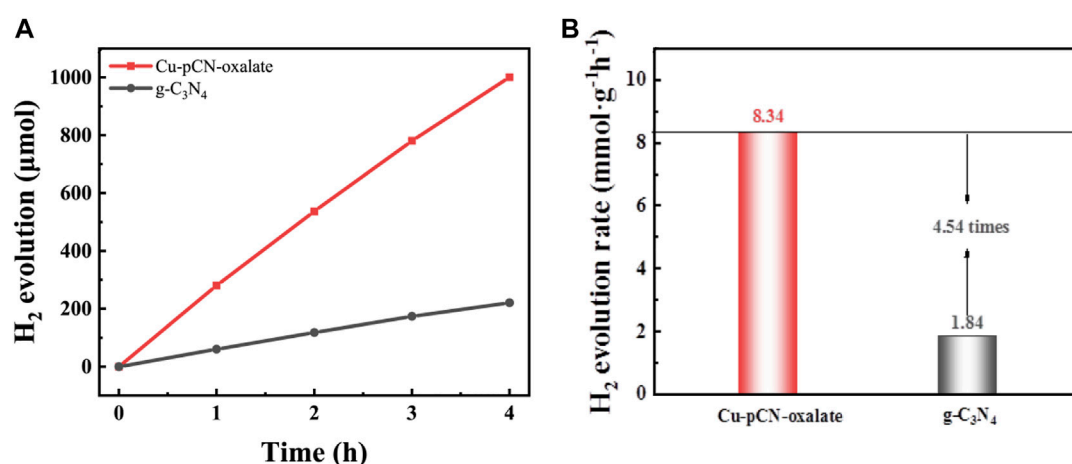 A
H₂ evolution (μmol)
1000
800
600
400
200
0
Cu-pCN-oxalate
g-C₃N₄
0 1 2 3 4
Time (h)
B
H₂ evolution rate (mmol·g⁻¹h⁻¹)
10
8
6
4
2
0
8.34
4.54 times
1.84
Cu-pCN-oxalate g-C₃N₄